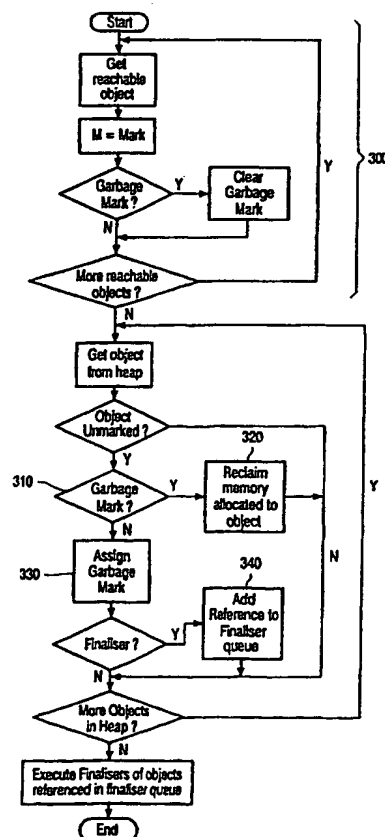 Start
Get
reachable
object
M = Mark
Garbage
Mark ?
Y
Clear
Garbage
Mark
N
Y
300
More reachable
objects ?
N
Get object
from heap
Object
Unmarked ?
Y
310
Garbage
Mark ?
Y
320
Reclaim
memory
allocated to
object
Y
N
330
Assign
Garbage
Mark
N
340
Add
Reference to
Finaliser
queue
Finaliser ?
Y
N
More Objects
in Heap ?
N
Execute Finalisers of objects
referenced in finaliser queue
End